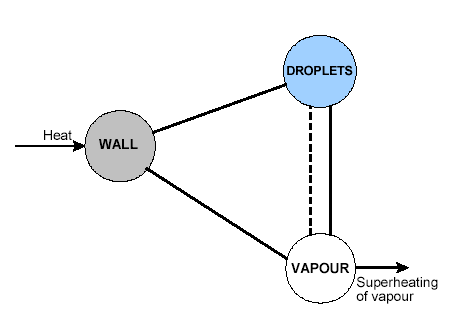 DROPLETS
Heat
WALL
VAPOUR
Superheating
of vapour